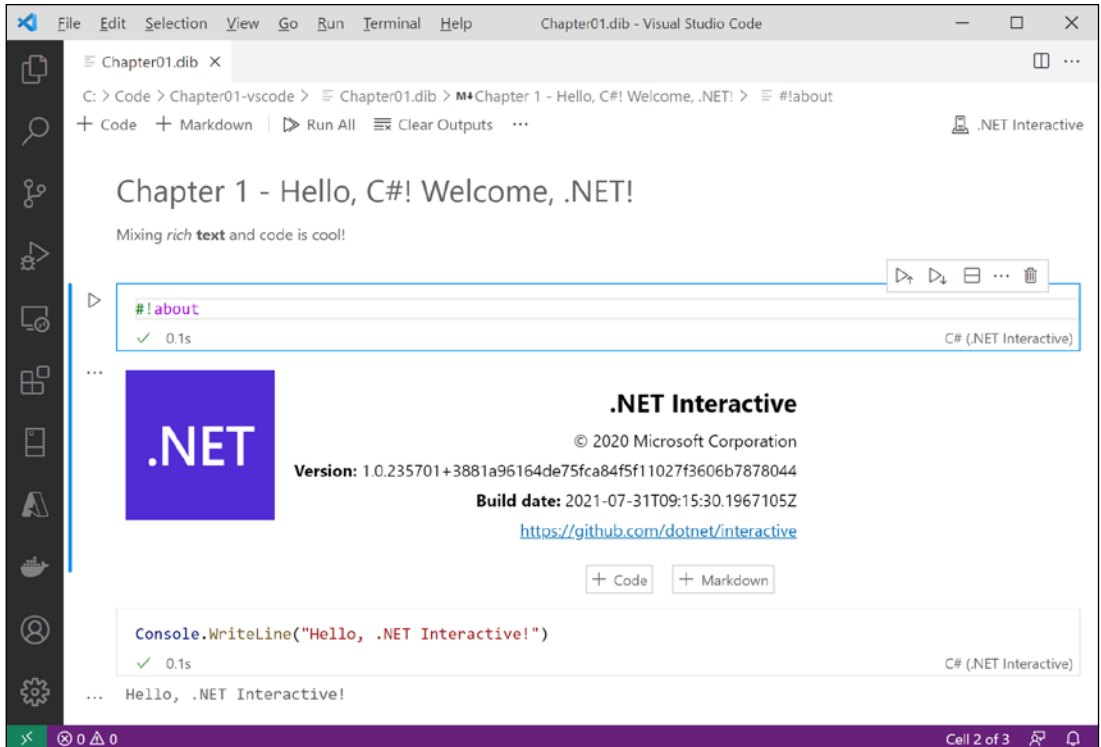 File Edit Selection View Go Run Terminal Help Chapter01.dib - Visual Studio Code
Chapter01.dib
C: > Code > Chapter01-vscode > Chapter01.dib > M↓Chapter 1 - Hello, C#! Welcome, .NET! > #!about
+ Code + Markdown Run All Clear Outputs ... .NET Interactive
Chapter 1 - Hello, C#! Welcome, .NET!
Mixing rich text and code is cool!
#!about
✓ 0.1s C# (.NET Interactive)
.NET
.NET Interactive
© 2020 Microsoft Corporation
Version: 1.0.235701+3881a96164de75fca84f5f11027f3606b7878044
Build date: 2021-07-31T09:15:30.1967105Z
https://github.com/dotnet/interactive
+ Code + Markdown
Console.WriteLine("Hello, .NET Interactive!")
✓ 0.1s C# (.NET Interactive)
... Hello, .NET Interactive!
0 0 Cell 2 of 3